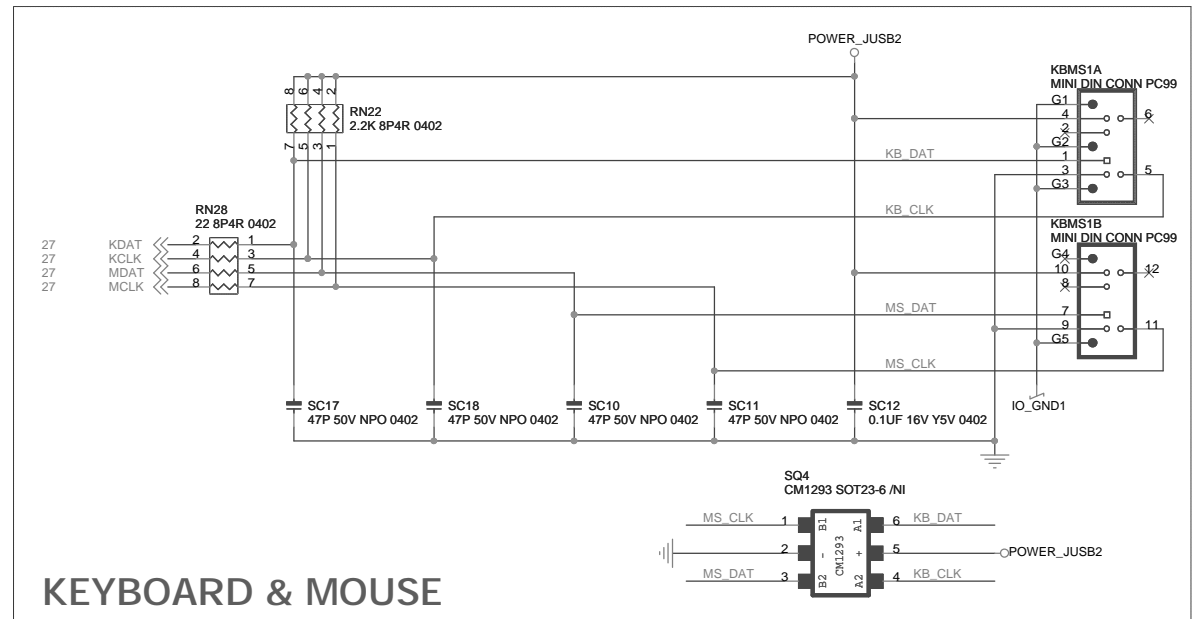 POWER_JUSB2
KBMS1A
MINI DIN CONN PC99
G1
4
6
2
G2
1
3
5
G3
8 6 4 2
RN22
2.2K 8P4R 0402
7 5 3 1
KB_DAT
KB_CLK
RN28
22 8P4R 0402
27 KDAT 2 1
27 KCLK 4 3
27 MDAT 6 5
27 MCLK 8 7
KBMS1B
MINI DIN CONN PC99
G4
10
12
8
7
9
11
G5
MS_DAT
MS_CLK
IO_GND1
SC17
47P 50V NPO 0402
SC18
47P 50V NPO 0402
SC10
47P 50V NPO 0402
SC11
47P 50V NPO 0402
SC12
0.1UF 16V Y5V 0402
SQ4
CM1293 SOT23-6 /NI
MS_CLK 1 B1 A1 6 KB_DAT
2 - CM1293 + 5 POWER_JUSB2
MS_DAT 3 B2 A2 4 KB_CLK
KEYBOARD & MOUSE